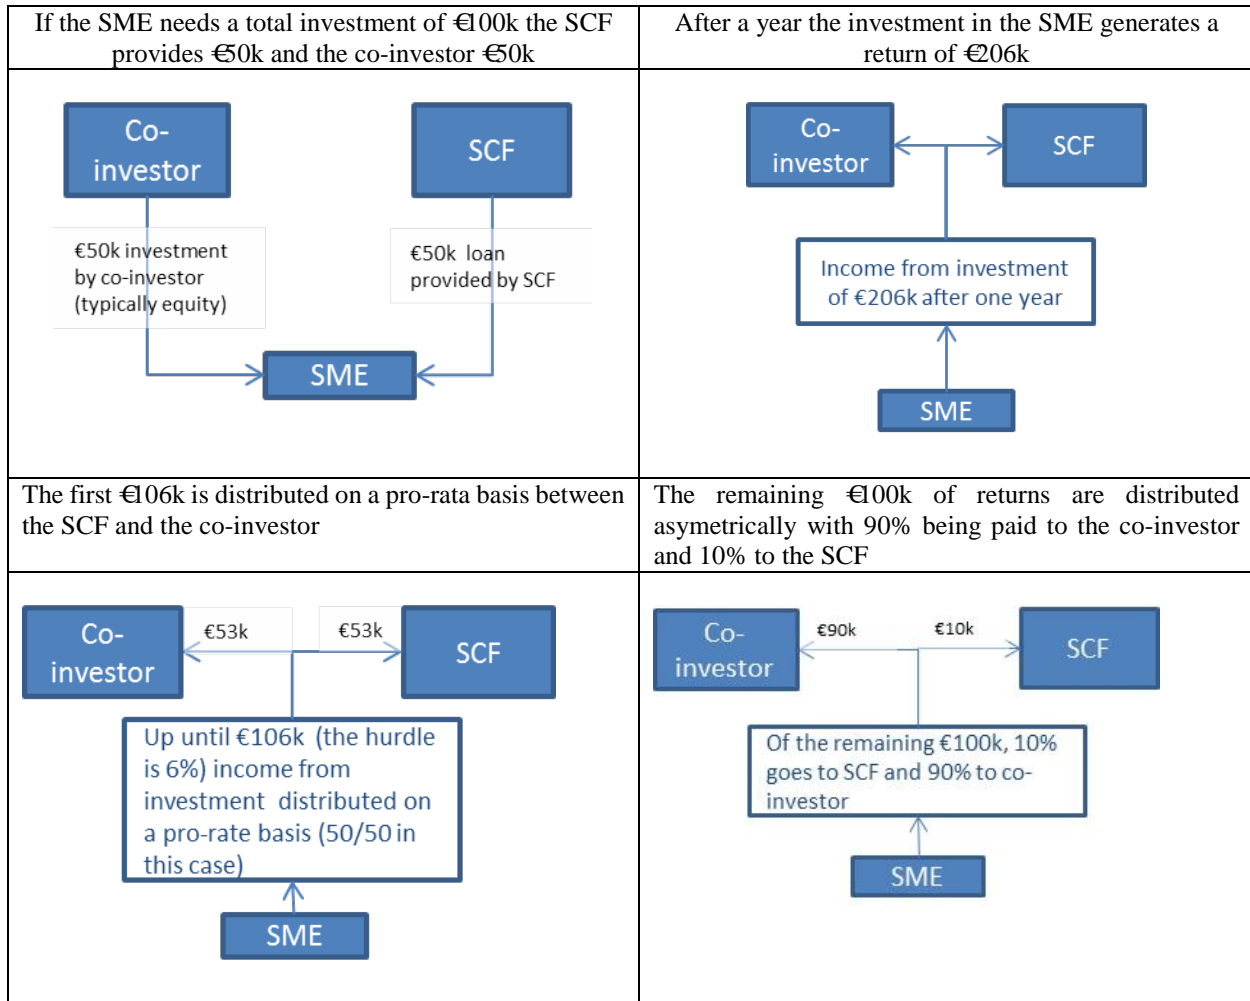 If the SME needs a total investment of €100k the SCF
provides €50k and the co-investor €50k
After a year the investment in the SME generates a
return of €206k
Co-
investor
SCF
€50k investment
by co-investor
(typically equity)
€50k loan
provided by SCF
SME
Co-
investor
SCF
Income from investment
of €206k after one year
SME
The first €106k is distributed on a pro-rata basis between
the SCF and the co-investor
The remaining €100k of returns are distributed
asymetrically with 90% being paid to the co-investor
and 10% to the SCF
Co-
investor
€53k
€53k
SCF
Up until €106k (the hurdle
is 6%) income from
investment distributed on
a pro-rate basis (50/50 in
this case)
SME
Co-
investor
€90k
€10k
SCF
Of the remaining €100k, 10%
goes to SCF and 90% to co-
investor
SME